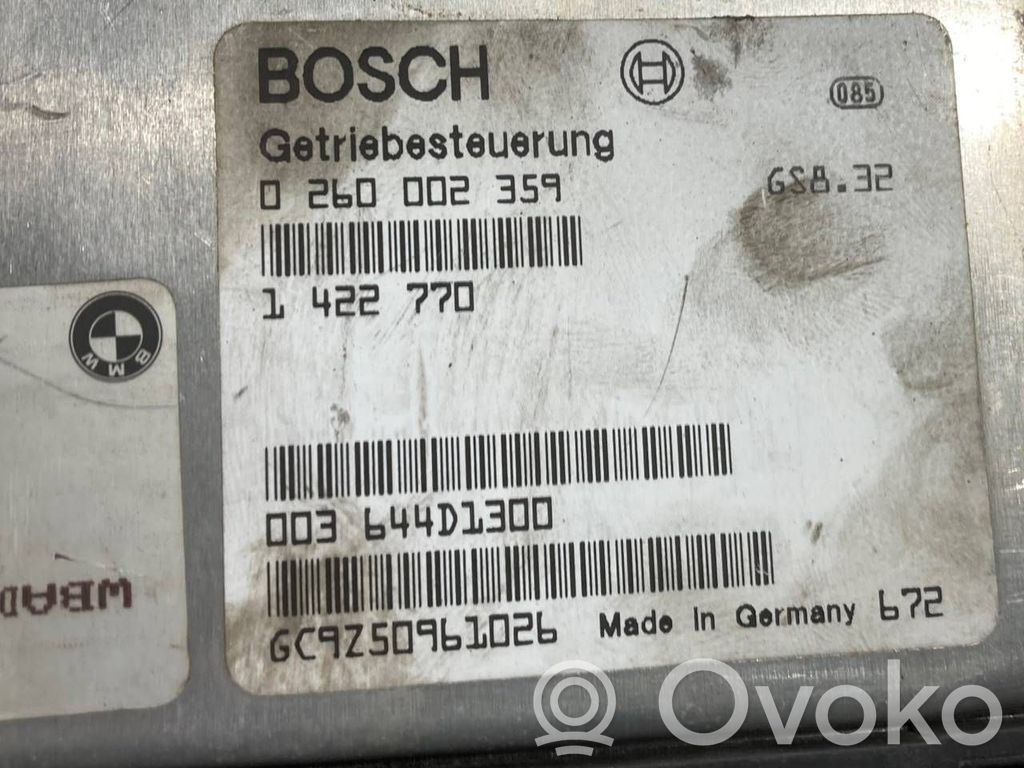 BOSCH
085
Getriebesteuerung
0 260 002 359
GS8.32
1 422 770
BMW
003 644D1300
WBAD
GC9Z50961026 Made in Germany 672
Ovoko